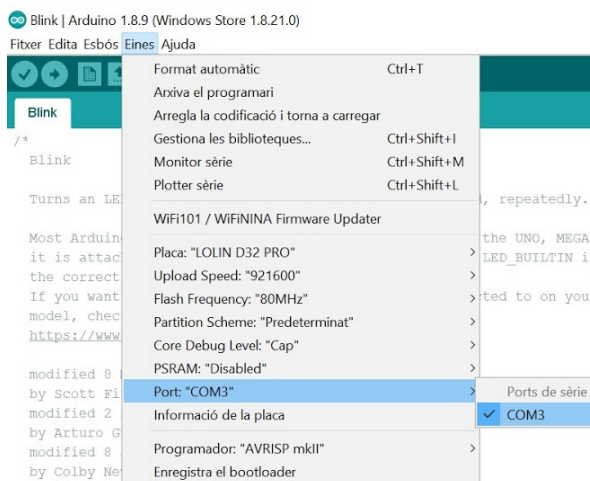 Blink | Arduino 1.8.9 (Windows Store 1.8.21.0)
Fitxer Edita Esbós Eines Ajuda
Blink
Format automàtic Ctrl+T
Arxiva el programari
Arregla la codificació i torna a carregar
Gestiona les biblioteques... Ctrl+Shift+I
Monitor sèrie Ctrl+Shift+M
Plotter sèrie Ctrl+Shift+L
WiFi101 / WiFiNINA Firmware Updater
Placa: "LOLIN D32 PRO"
Upload Speed: "921600"
Flash Frequency: "80MHz"
Partition Scheme: "Predeterminat"
Core Debug Level: "Cap"
PSRAM: "Disabled"
Port: "COM3"
Informació de la placa
Programador: "AVRISP mkII"
Enregistra el bootloader
Ports de sèrie
COM3
/*
Blink
Turns an LE , repeatedly.
Most Arduin the UNO, MEGA
it is attac LED_BUILTIN i
the correct
If you want cted to on you
model, chec
https://www
modified 8
by Scott Fi
modified 2
by Arturo G
modified 8
by Colby Ne